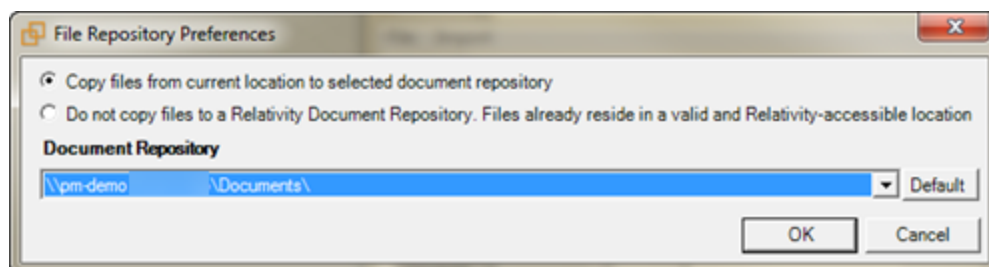 File Repository Preferences
Copy files from current location to selected document repository
Do not copy files to a Relativity Document Repository. Files already reside in a valid and Relativity-accessible location
Document Repository
\\pm-demo \Documents\
Default
OK
Cancel